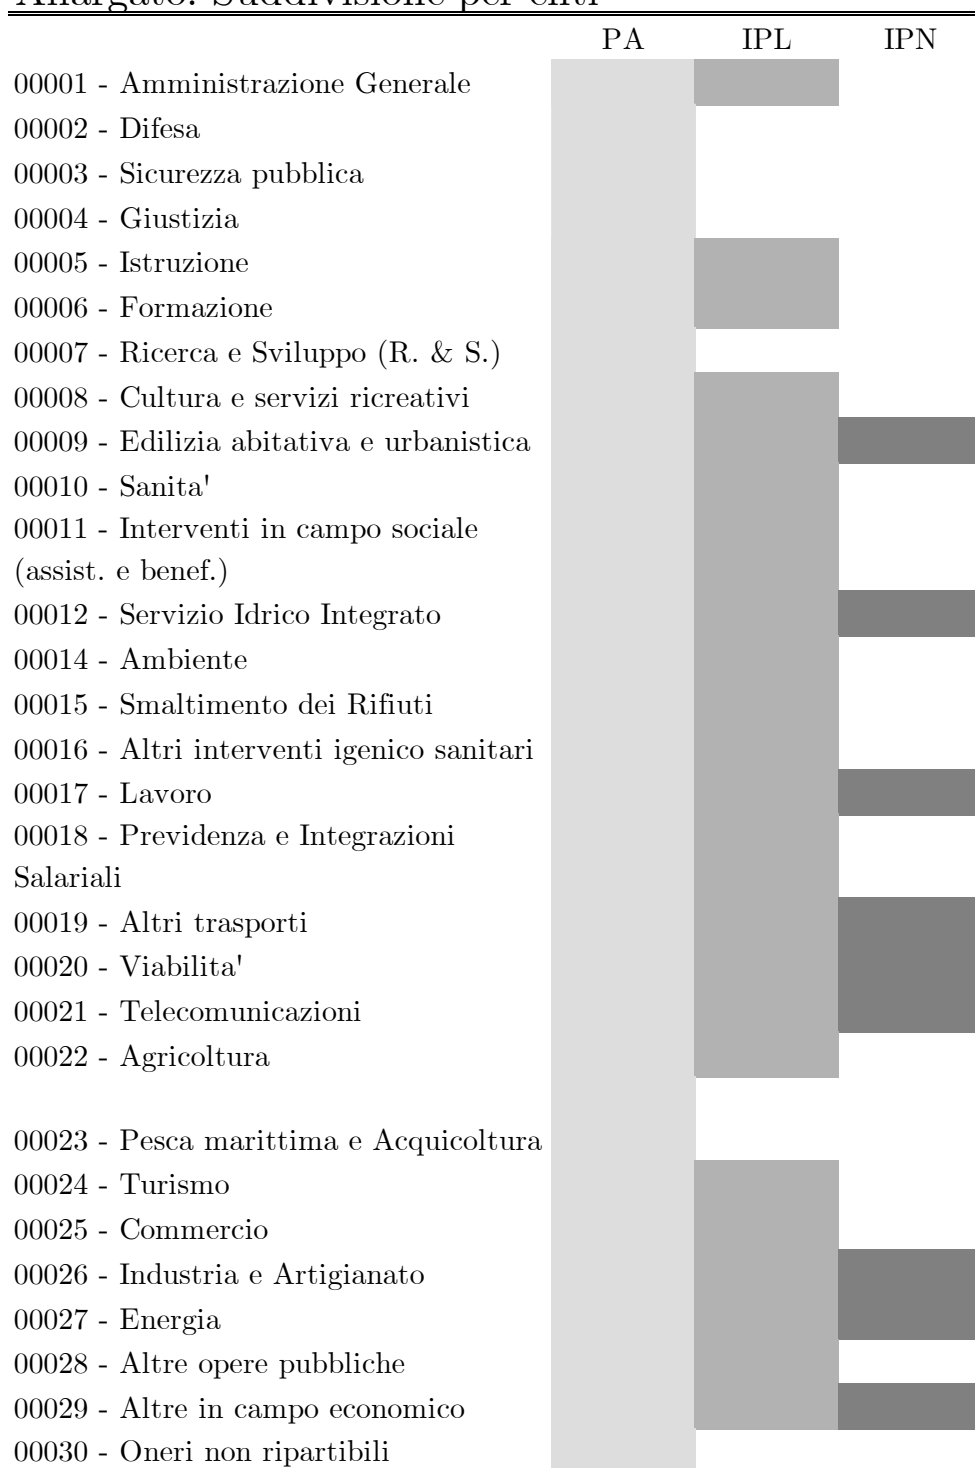 Allargato: Suddivisione per enti
PA IPL IPN
00001 - Amministrazione Generale
00002 - Difesa
00003 - Sicurezza pubblica
00004 - Giustizia
00005 - Istruzione
00006 - Formazione
00007 - Ricerca e Sviluppo (R. & S.)
00008 - Cultura e servizi ricreativi
00009 - Edilizia abitativa e urbanistica
00010 - Sanita'
00011 - Interventi in campo sociale
(assist. e benef.)
00012 - Servizio Idrico Integrato
00014 - Ambiente
00015 - Smaltimento dei Rifiuti
00016 - Altri interventi igenico sanitari
00017 - Lavoro
00018 - Previdenza e Integrazioni
Salariali
00019 - Altri trasporti
00020 - Viabilita'
00021 - Telecomunicazioni
00022 - Agricoltura
00023 - Pesca marittima e Acquicoltura
00024 - Turismo
00025 - Commercio
00026 - Industria e Artigianato
00027 - Energia
00028 - Altre opere pubbliche
00029 - Altre in campo economico
00030 - Oneri non ripartibili